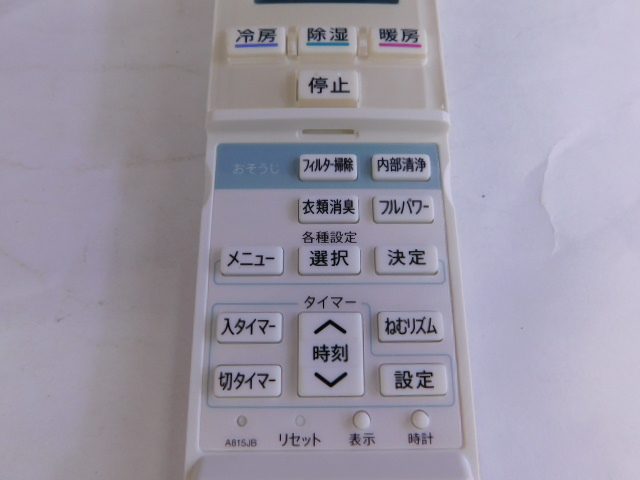 冷房 除湿 暖房
停止
おそうじ フィルター掃除 内部清浄
衣類消臭 フルパワー
各種設定
メニュー 選択 決定
タイマー
入タイマー 時刻 ねむリズム
切タイマー 設定
A815JB リセット 表示 時計